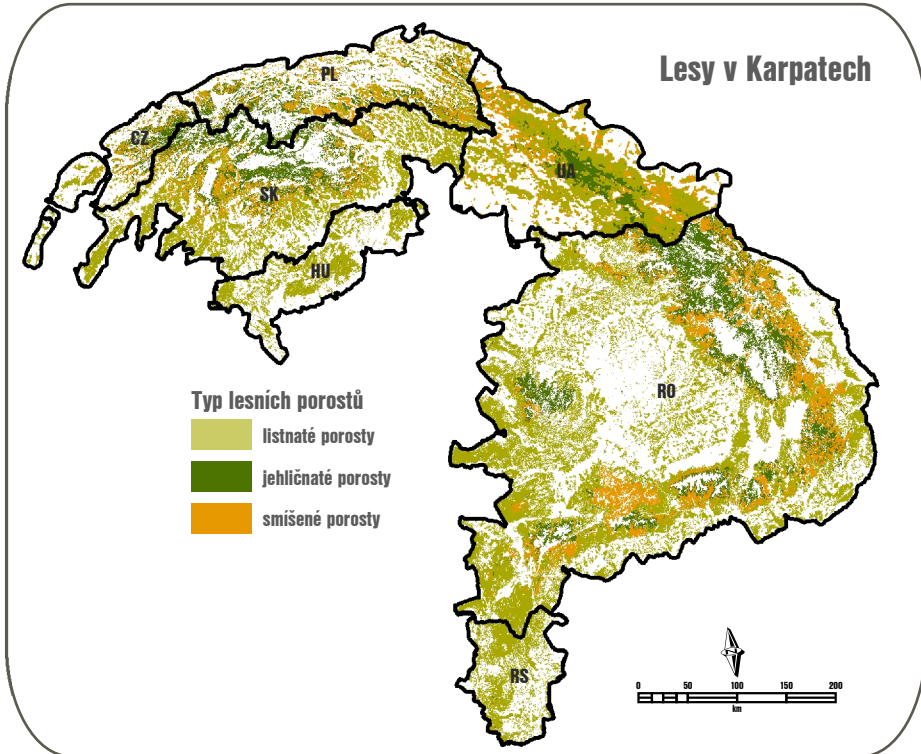 Lesy v Karpatech
PL
CZ
UA
SK
HU
RO
Typ lesních porostů
listnaté porosty
jehličnaté porosty
smíšené porosty
RS
N
0 50 100 150 200
km